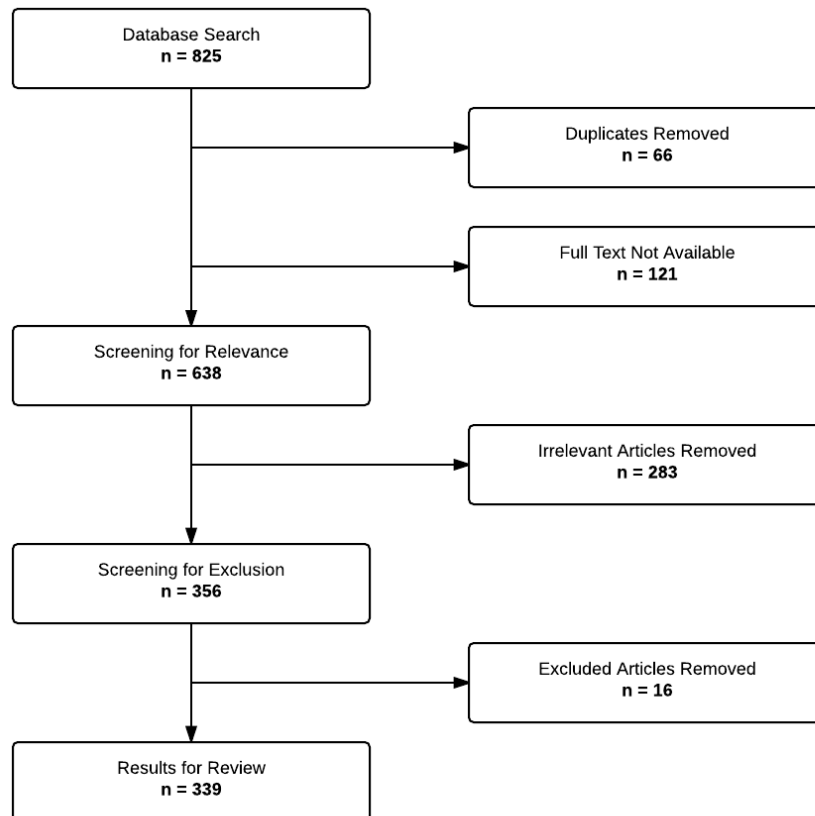 Database Search
n = 825
Duplicates Removed
n = 66
Full Text Not Available
n = 121
Screening for Relevance
n = 638
Irrelevant Articles Removed
n = 283
Screening for Exclusion
n = 356
Excluded Articles Removed
n = 16
Results for Review
n = 339